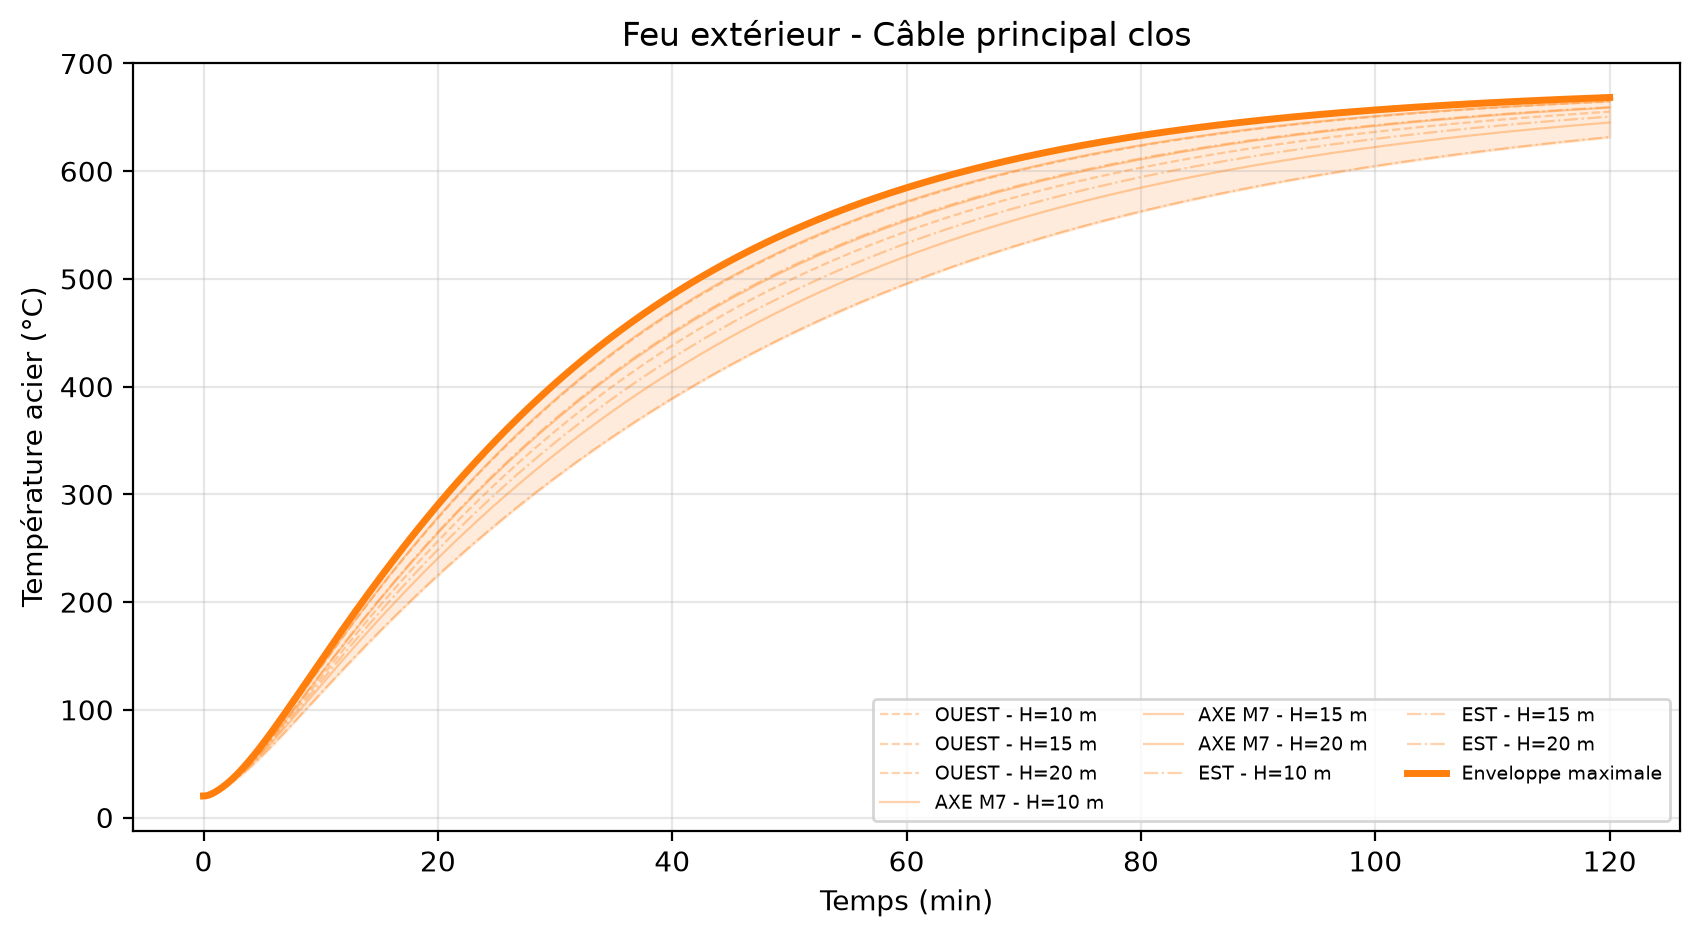 Feu extérieur - Câble principal clos
Température acier (°C)
700
600
500
400
300
200
100
0
0 20 40 60 80 100 120
Temps (min)
OUEST - H=10 m
OUEST - H=15 m
OUEST - H=20 m
AXE M7 - H=10 m
AXE M7 - H=15 m
AXE M7 - H=20 m
EST - H=10 m
EST - H=15 m
EST - H=20 m
Enveloppe maximale